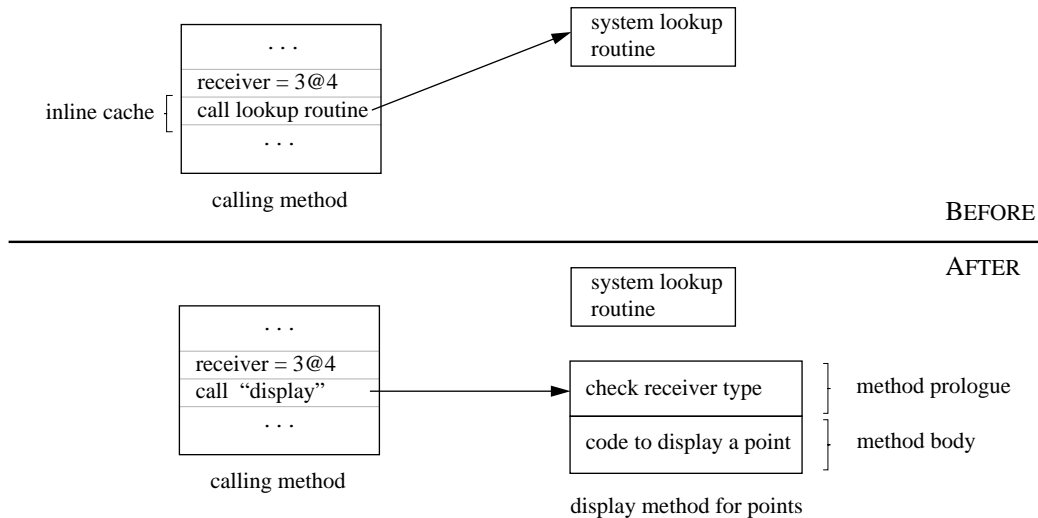 . . .
receiver = 3@4
inline cache
call lookup routine
. . .
calling method
system lookup
routine
BEFORE
AFTER
system lookup
routine
. . .
receiver = 3@4
call “display”
. . .
calling method
check receiver type
method prologue
code to display a point
method body
display method for points